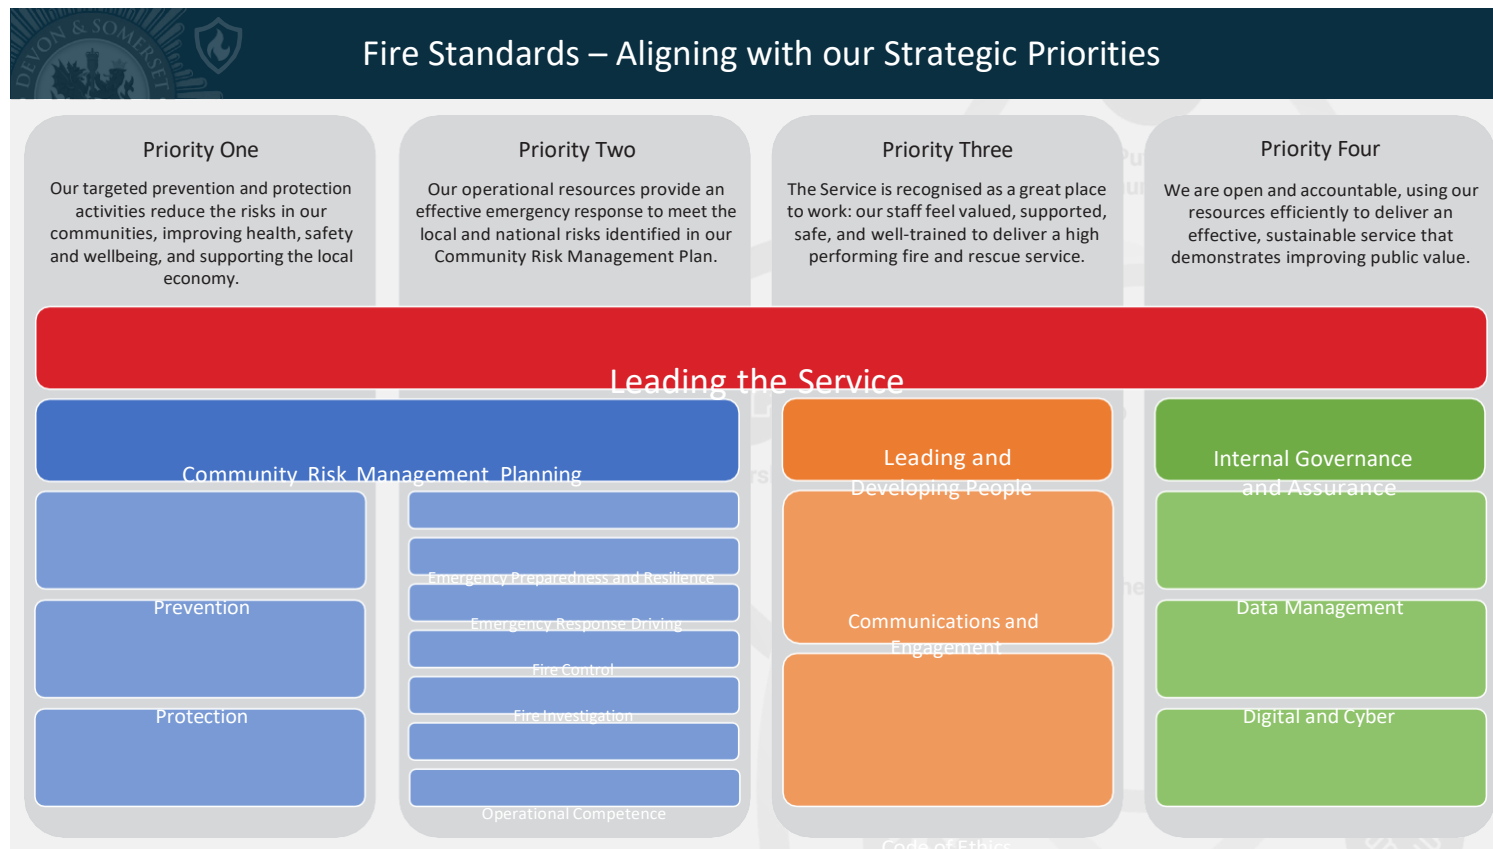 DEVON & SOMERSET
Fire Standards – Aligning with our Strategic Priorities
Priority One
Our targeted prevention and protection
activities reduce the risks in our
communities, improving health, safety
and wellbeing, and supporting the local
economy.
Priority Two
Our operational resources provide an
effective emergency response to meet the
local and national risks identified in our
Community Risk Management Plan.
Priority Three
The Service is recognised as a great place
to work: our staff feel valued, supported,
safe, and well-trained to deliver a high
performing fire and rescue service.
Priority Four
We are open and accountable, using our
resources efficiently to deliver an
effective, sustainable service that
demonstrates improving public value.
Leading the Service
Community Risk Management Planning
Leading and
Developing People
Internal Governance
and Assurance
Prevention
Protection
Emergency Preparedness and Resilience
Emergency Response Driving
Fire Control
Fire Investigation
Operational Competence
Communications and
Engagement
Code of Ethics
Data Management
Digital and Cyber